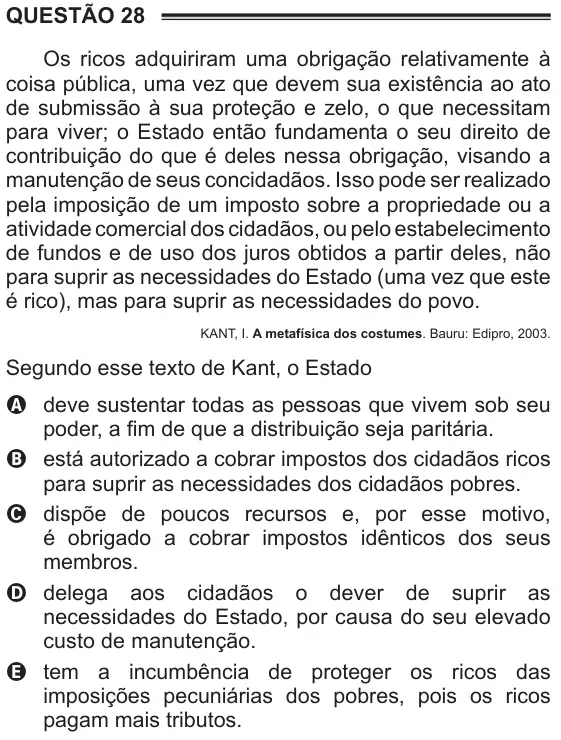 QUESTÃO 28
Os ricos adquiriram uma obrigação relativamente à
coisa pública, uma vez que devem sua existência ao ato
de submissão à sua proteção e zelo, o que necessitam
para viver; o Estado então fundamenta o seu direito de
contribuição do que é deles nessa obrigação, visando a
manutenção de seus concidadãos. Isso pode ser realizado
pela imposição de um imposto sobre a propriedade ou a
atividade comercial dos cidadãos, ou pelo estabelecimento
de fundos e de uso dos juros obtidos a partir deles, não
para suprir as necessidades do Estado (uma vez que este
é rico), mas para suprir as necessidades do povo.
KANT, I. A metafísica dos costumes. Bauru: Edipro, 2003.
Segundo esse texto de Kant, o Estado
A deve sustentar todas as pessoas que vivem sob seu
poder, a fim de que a distribuição seja paritária.
B está autorizado a cobrar impostos dos cidadãos ricos
para suprir as necessidades dos cidadãos pobres.
C dispõe de poucos recursos e, por esse motivo,
é obrigado a cobrar impostos idênticos dos seus
membros.
D delega aos cidadãos o dever de suprir as
necessidades do Estado, por causa do seu elevado
custo de manutenção.
E tem a incumbência de proteger os ricos das
imposições pecuniárias dos pobres, pois os ricos
pagam mais tributos.